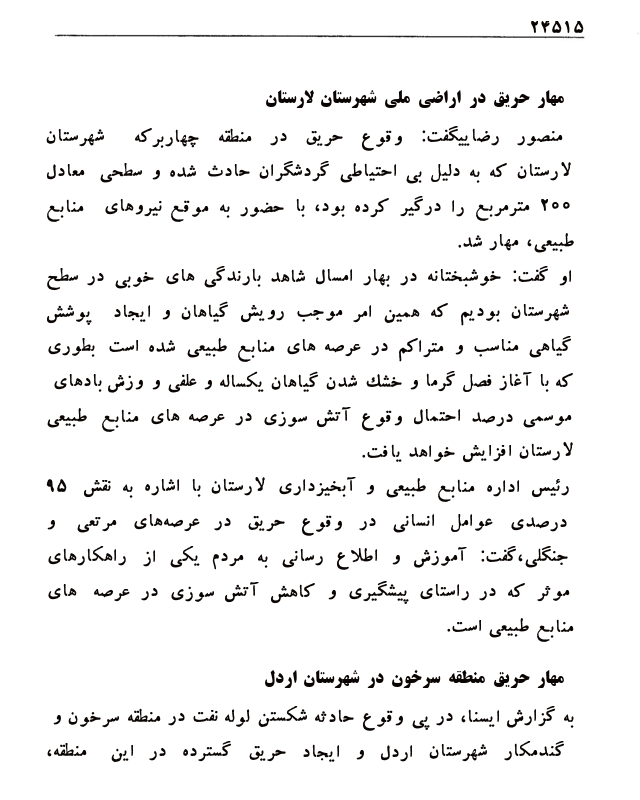 ۲۴۵۱۵
مهار حریق در اراضی ملی شهرستان لارستان
منصور رضاییگفت: وقوع حریق در منطقه چهاربرکه شهرستان
لارستان که به دلیل بی احتیاطی گردشگران حادث شده و سطحی معادل
۲۰۰ مترمربع را درگیر کرده بود، با حضور به موقع نیروهای منابع
طبیعی، مهار شد.
او گفت: خوشبختانه در بهار امسال شاهد بارندگی های خوبی در سطح
شهرستان بودیم که همین امر موجب رویش گیاهان و ایجاد پوشش
گیاهی مناسب و متراکم در عرصه های منابع طبیعی شده است بطوری
که با آغاز فصل گرما و خشك شدن گیاهان یکساله و علفی و وزش بادهای
موسمی درصد احتمال وقوع آتش سوزی در عرصه های منابع طبیعی
لارستان افزایش خواهد یافت.
رئیس اداره منابع طبیعی و آبخیزداری لارستان با اشاره به نقش ۹۵
درصدی عوامل انسانی در وقوع حریق در عرصه‌های مرتعی و
جنگلی،گفت: آموزش و اطلاع رسانی به مردم یکی از راهکارهای
موثر که در راستای پیشگیری و کاهش آتش سوزی در عرصه های
منابع طبیعی است.
مهار حریق منطقه سرخون در شهرستان اردل
به گزارش ایسنا، در پی وقوع حادثه شکستن لوله نفت در منطقه سرخون و
گندمکار شهرستان اردل و ایجاد حریق گسترده در این منطقه،